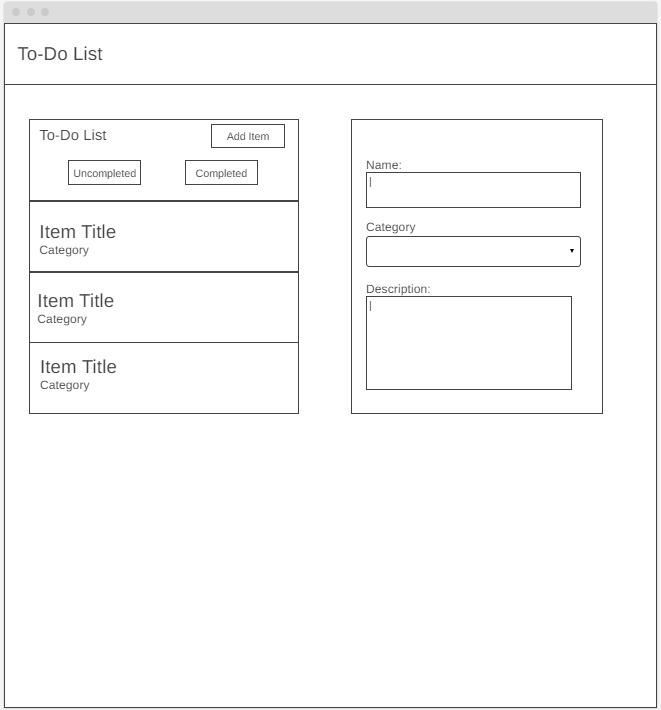 To-Do List
To-Do List
Add Item
Uncompleted
Completed
Item Title
Category
Item Title
Category
Item Title
Category
Name:
Category
Description: